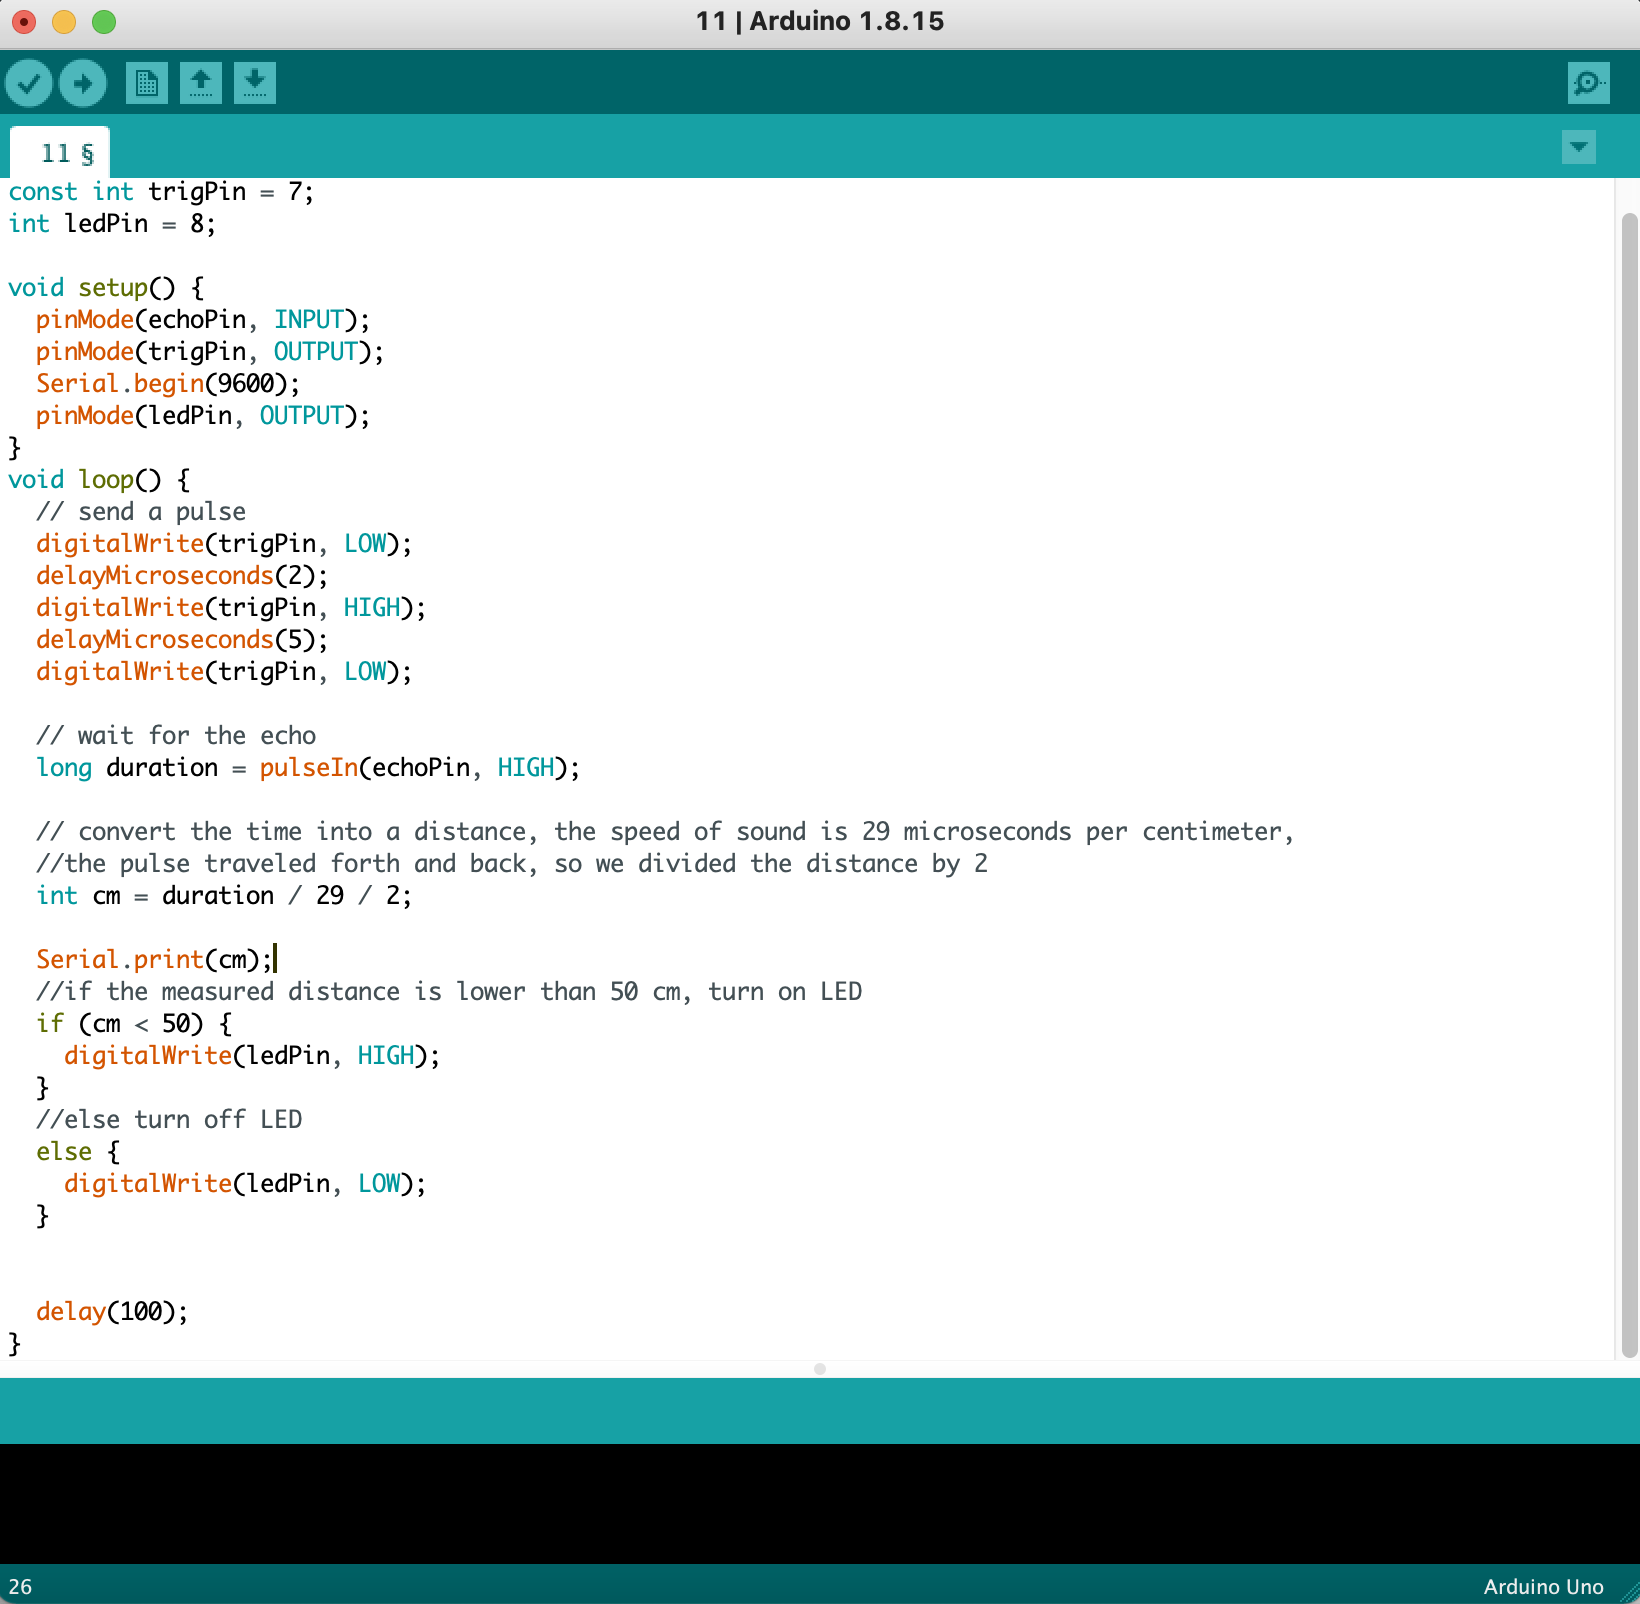 11 | Arduino 1.8.15
11 §
const int trigPin = 7;
int ledPin = 8;
void setup() {
  pinMode(echoPin, INPUT);
  pinMode(trigPin, OUTPUT);
  Serial.begin(9600);
  pinMode(ledPin, OUTPUT);
}
void loop() {
  // send a pulse
  digitalWrite(trigPin, LOW);
  delayMicroseconds(2);
  digitalWrite(trigPin, HIGH);
  delayMicroseconds(5);
  digitalWrite(trigPin, LOW);
  // wait for the echo
  long duration = pulseIn(echoPin, HIGH);
  // convert the time into a distance, the speed of sound is 29 microseconds per centimeter,
  //the pulse traveled forth and back, so we divided the distance by 2
  int cm = duration / 29 / 2;
  Serial.print(cm);
  //if the measured distance is lower than 50 cm, turn on LED
  if (cm < 50) {
    digitalWrite(ledPin, HIGH);
  }
  //else turn off LED
  else {
    digitalWrite(ledPin, LOW);
  }
  delay(100);
}
26
Arduino Uno